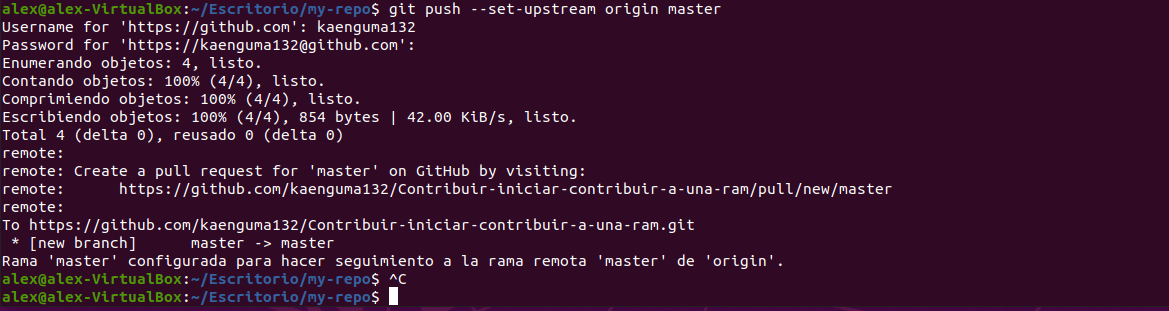 alex@alex-VirtualBox:~/Escritorio/my-repo$ git push --set-upstream origin master
Username for 'https://github.com': kaenguma132
Password for 'https://kaenguma132@github.com':
Enumerando objetos: 4, listo.
Contando objetos: 100% (4/4), listo.
Comprimiendo objetos: 100% (4/4), listo.
Escribiendo objetos: 100% (4/4), 854 bytes | 42.00 KiB/s, listo.
Total 4 (delta 0), reusado 0 (delta 0)
remote:
remote: Create a pull request for 'master' on GitHub by visiting:
remote:      https://github.com/kaenguma132/Contribuir-iniciar-contribuir-a-una-ram/pull/new/master
remote:
To https://github.com/kaenguma132/Contribuir-iniciar-contribuir-a-una-ram.git
 * [new branch]      master -> master
Rama 'master' configurada para hacer seguimiento a la rama remota 'master' de 'origin'.
alex@alex-VirtualBox:~/Escritorio/my-repo$ ^C
alex@alex-VirtualBox:~/Escritorio/my-repo$